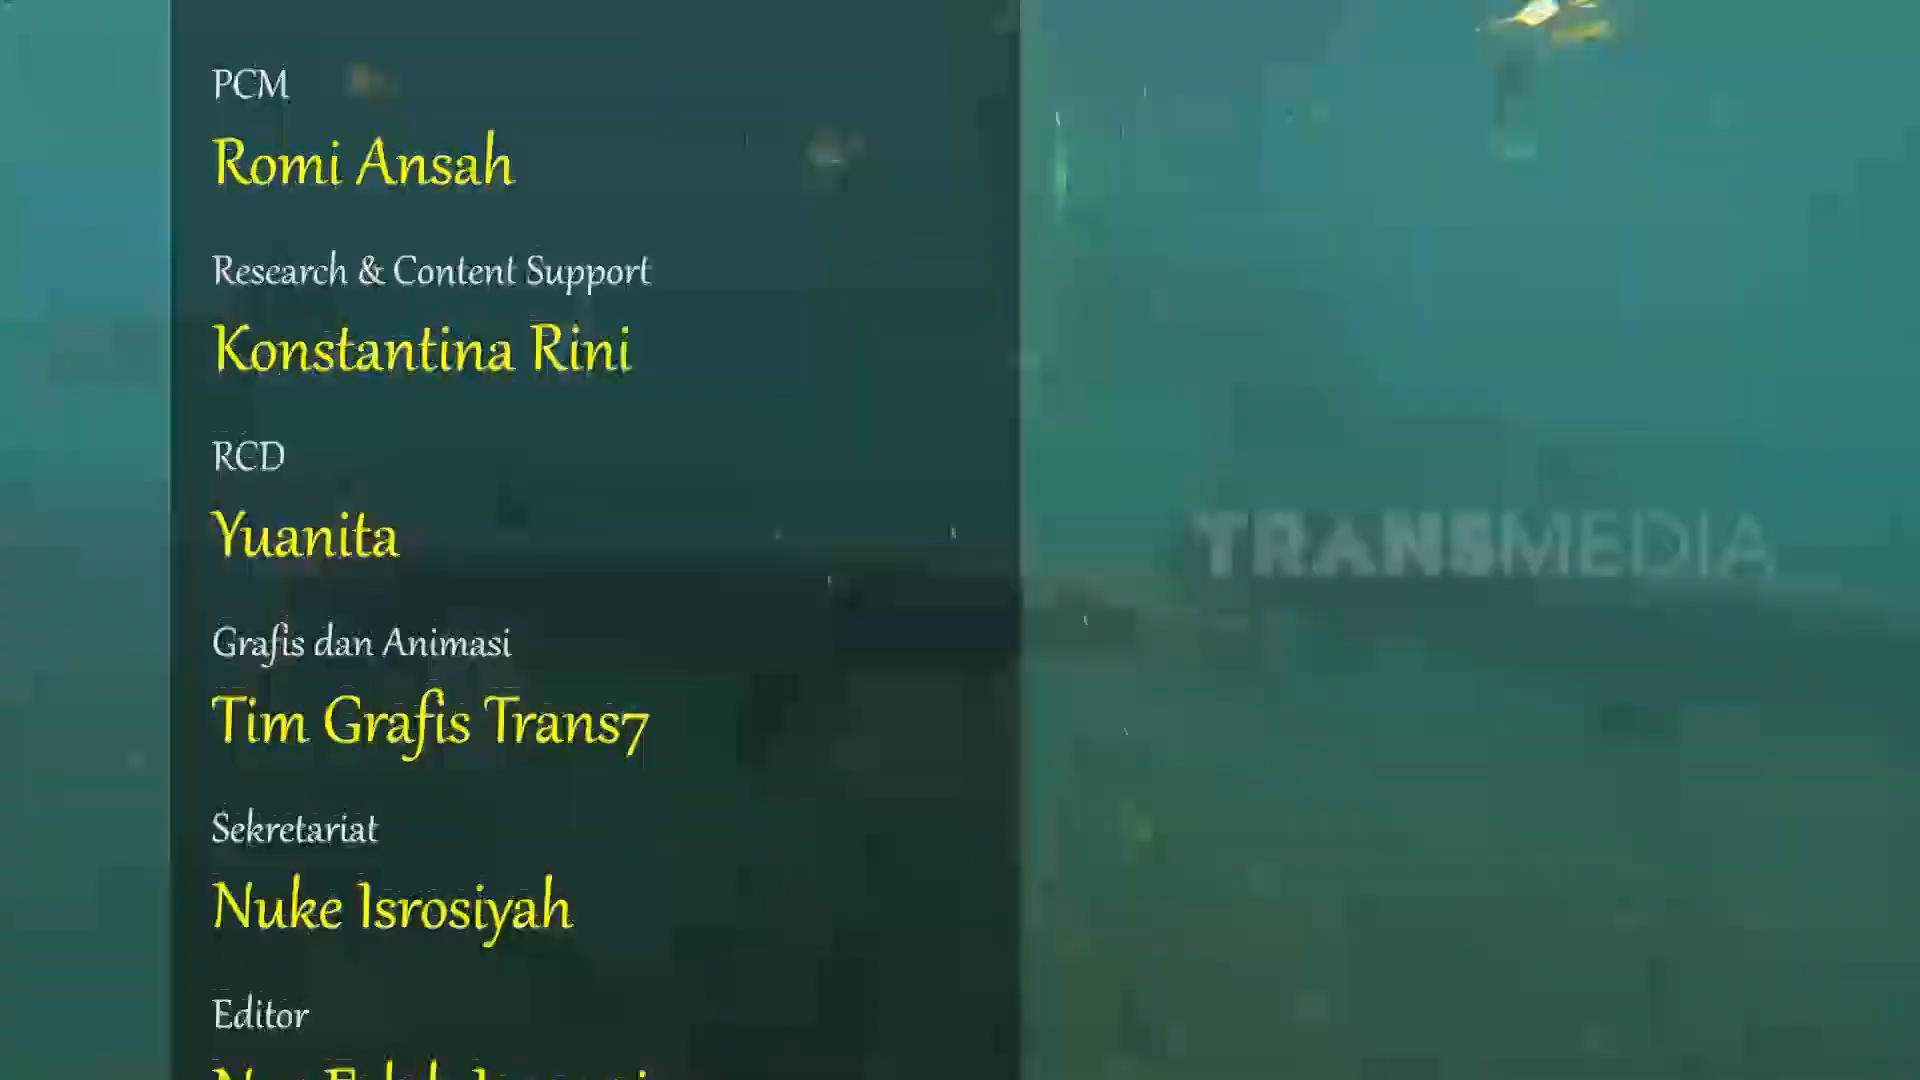 PCM
Romi Ansah
Research & Content Support
Konstantina Rini
RCD
Yuanita
TRANSMEDIA
Grafis dan Animasi
Tim Grafis Trans7
Sekretariat
Nuke Isrosiyah
Editor